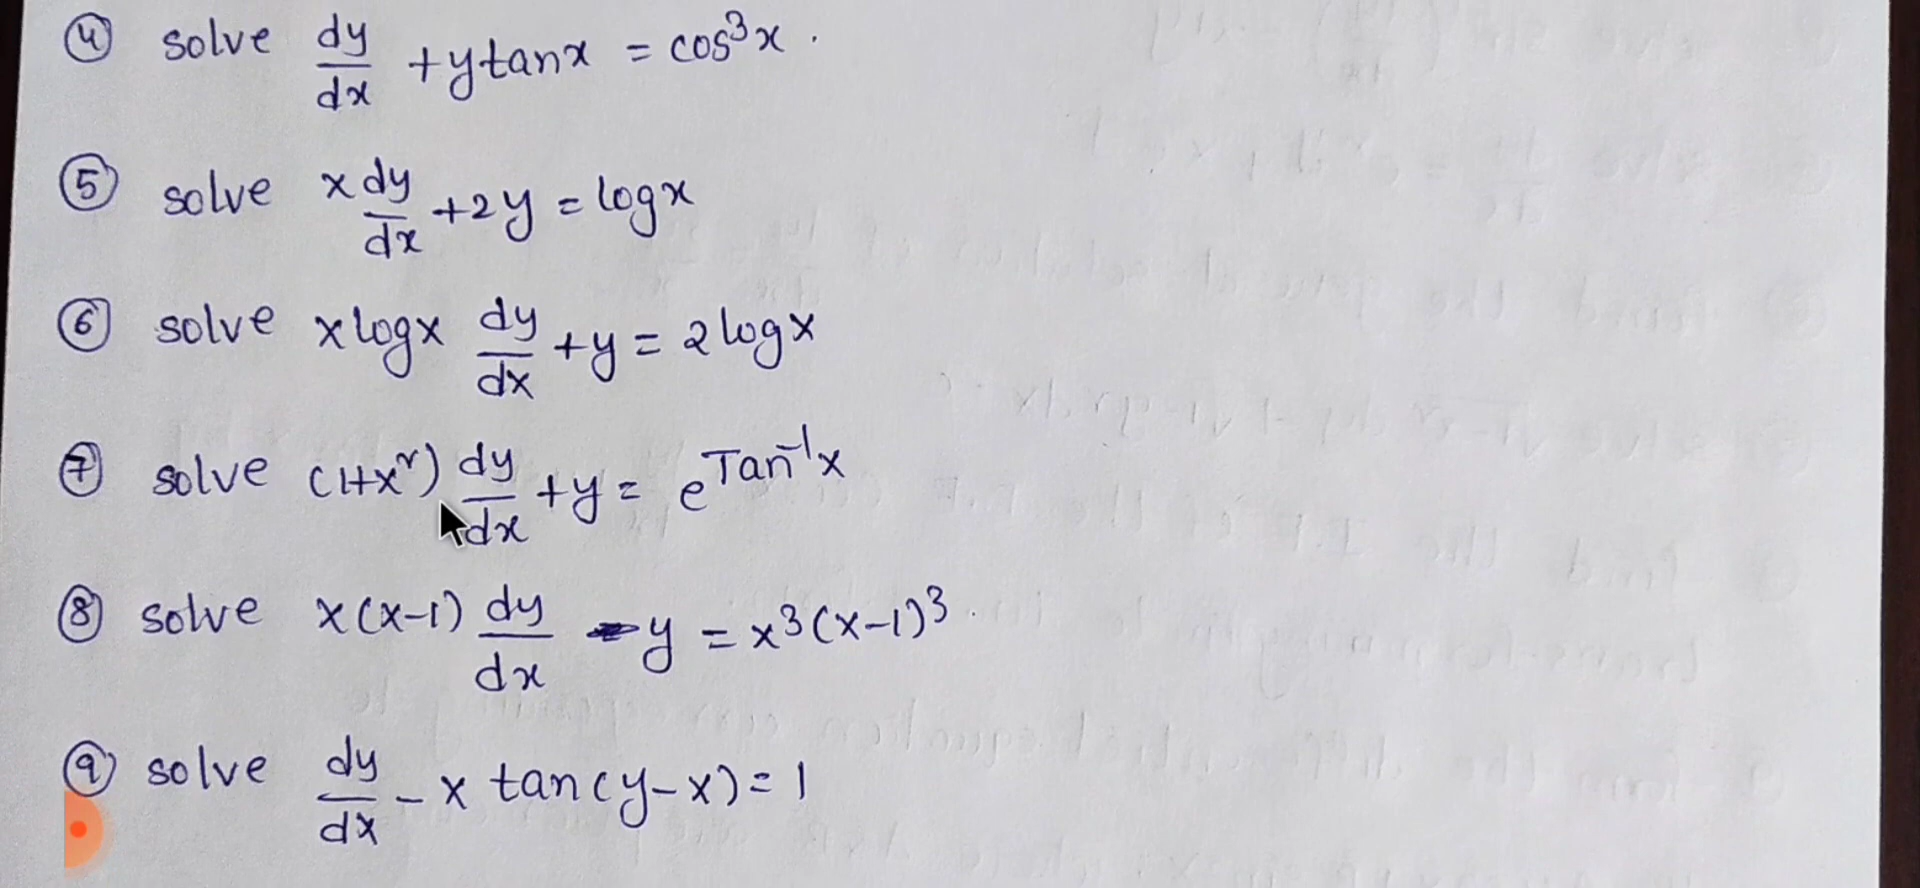 ④ solve dy/dx + y tanx = cos³x.
⑤ solve x dy/dx + 2y = logx
⑥ solve x logx dy/dx + y = 2 logx
⑦ solve (1+x²) dy/dx + y = e^Tan⁻¹x
⑧ solve x(x-1) dy/dx - y = x³(x-1)³.
⑨ solve dy/dx - x tan(y-x) = 1